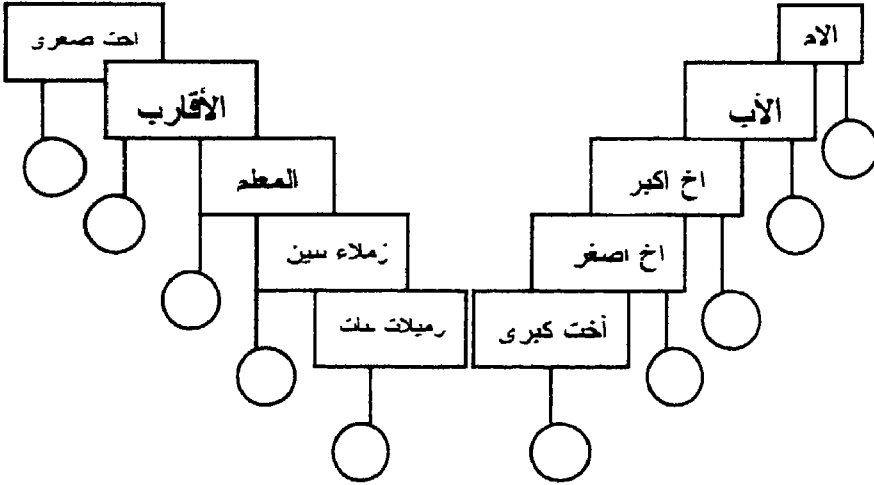 الام
الأب
اخ اكبر
اخ اصغر
أخت كبرى
اخت صغرى
الأقارب
المعلم
زملاء بنين
زميلات بنات